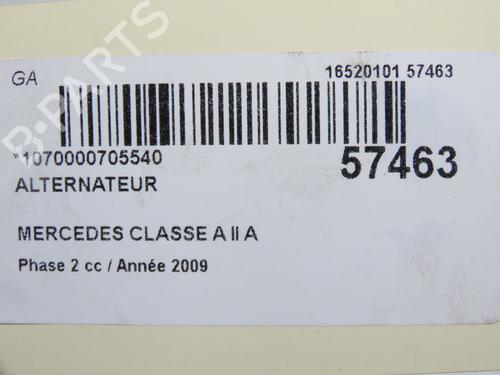 GA
16520101 57463
*1070000705540
57463
ALTERNATEUR
MERCEDES CLASSE A II A
Phase 2 cc / Année 2009
B-PARTS